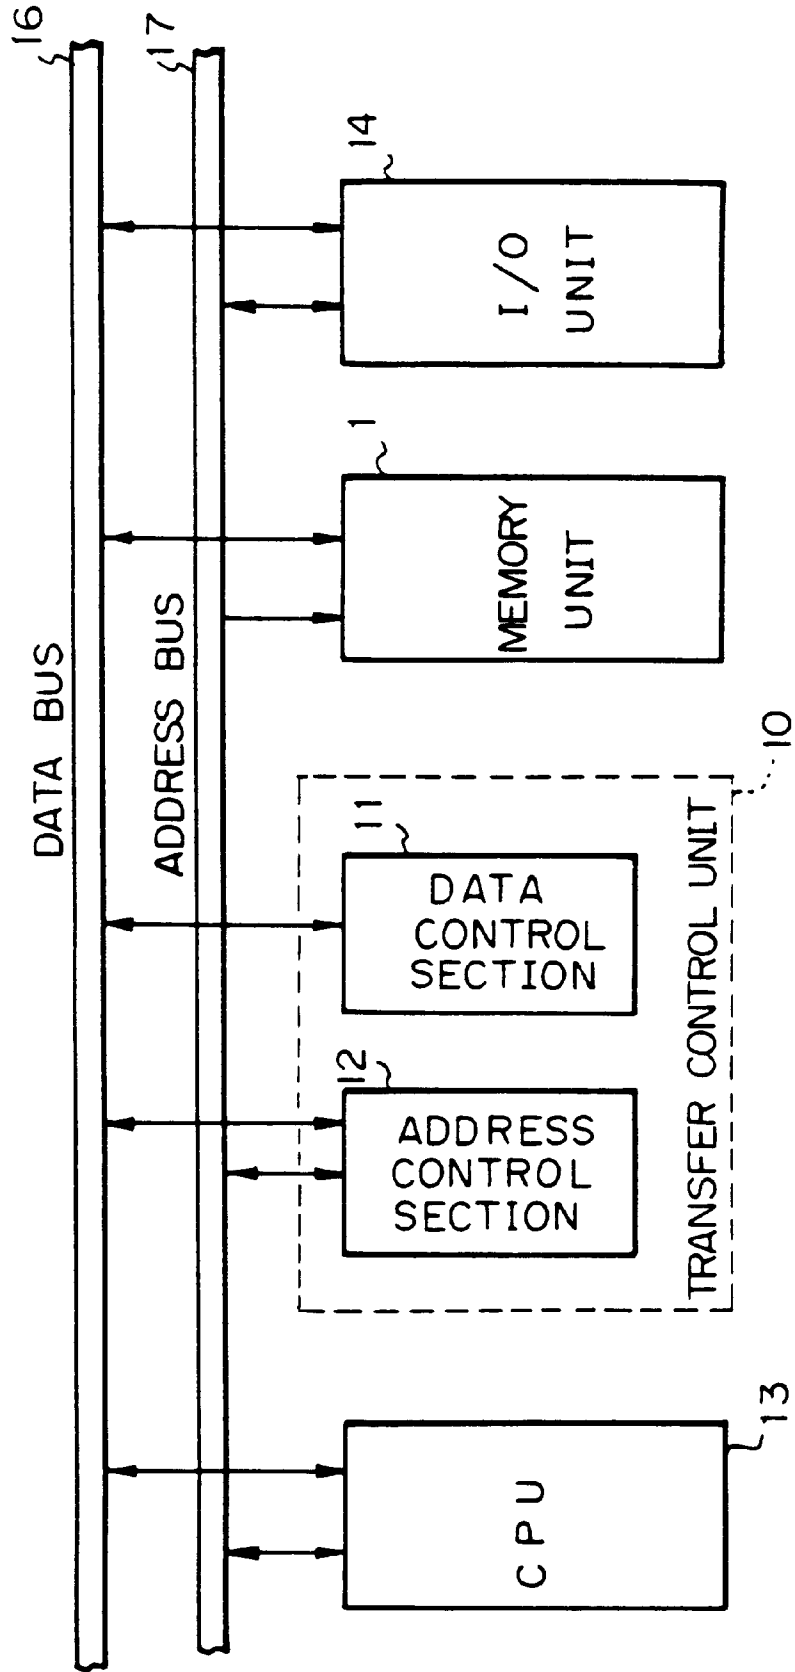 DATA BUS
16
ADDRESS BUS
17
CPU
13
12
ADDRESS
CONTROL
SECTION
11
DATA
CONTROL
SECTION
TRANSFER CONTROL UNIT
10
1
MEMORY
UNIT
14
I/O
UNIT